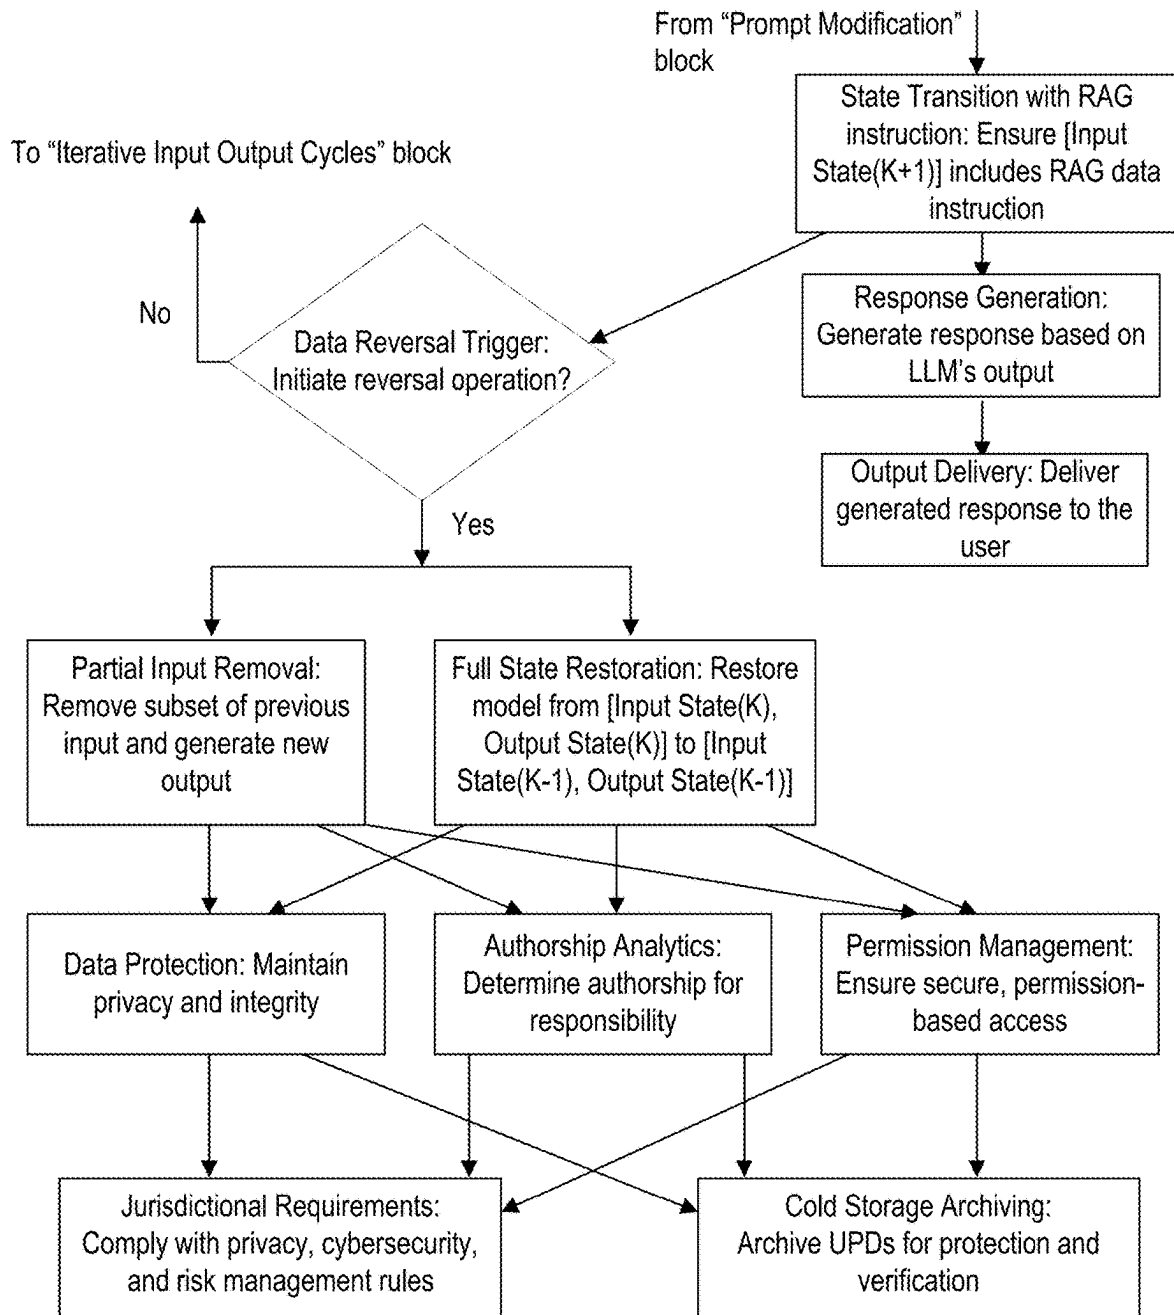 From “Prompt Modification”
block
State Transition with RAG
instruction: Ensure [Input
State(K+1)] includes RAG data
instruction
To “Iterative Input Output Cycles” block
No
Data Reversal Trigger:
Initiate reversal operation?
Response Generation:
Generate response based on
LLM’s output
Output Delivery: Deliver
generated response to the
user
Yes
Partial Input Removal:
Remove subset of previous
input and generate new
output
Full State Restoration: Restore
model from [Input State(K),
Output State(K)] to [Input
State(K-1), Output State(K-1)]
Data Protection: Maintain
privacy and integrity
Authorship Analytics:
Determine authorship for
responsibility
Permission Management:
Ensure secure, permission-
based access
Jurisdictional Requirements:
Comply with privacy, cybersecurity,
and risk management rules
Cold Storage Archiving:
Archive UPDs for protection and
verification